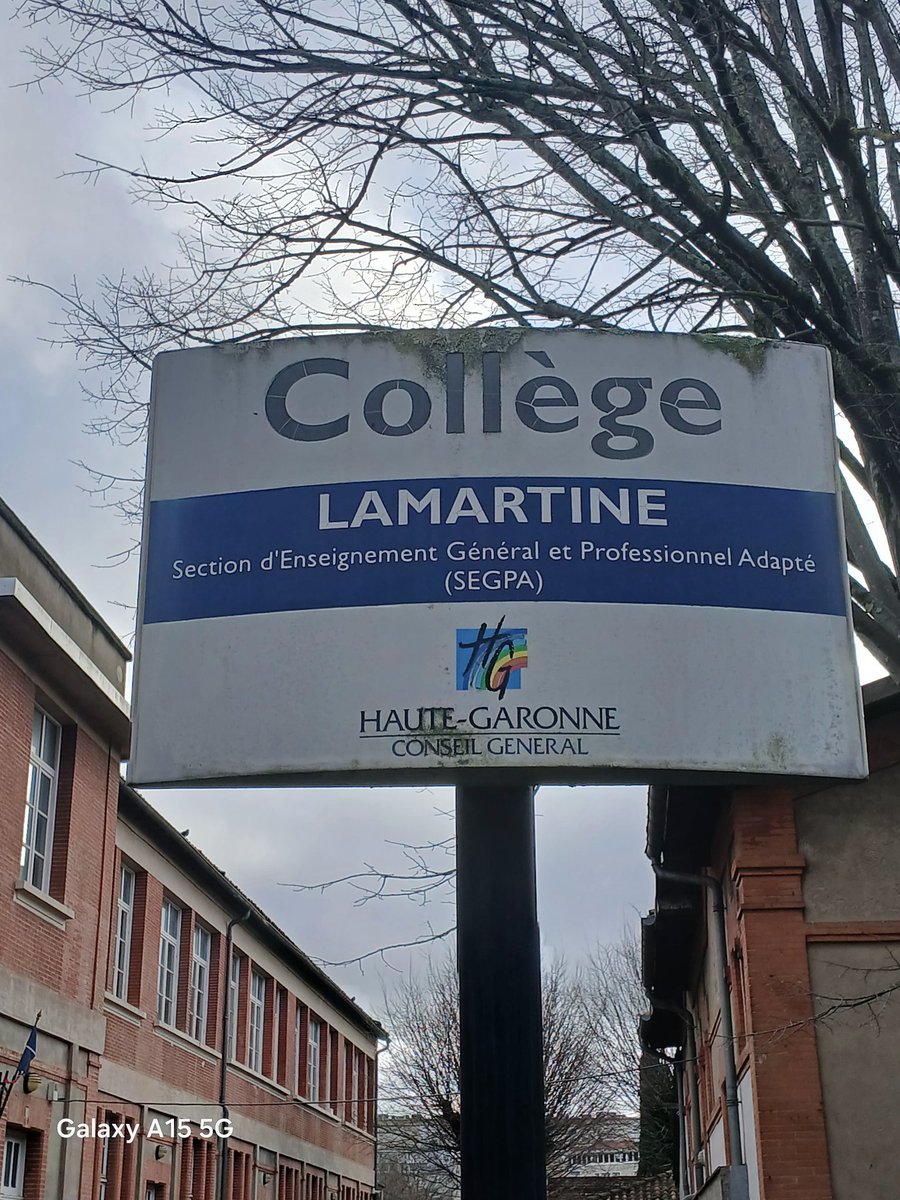 Collège
LAMARTINE
Section d'Enseignement Général et Professionnel Adapté
(SEGPA)
HG
HAUTE-GARONNE
CONSEIL GENERAL
Galaxy A15 5G